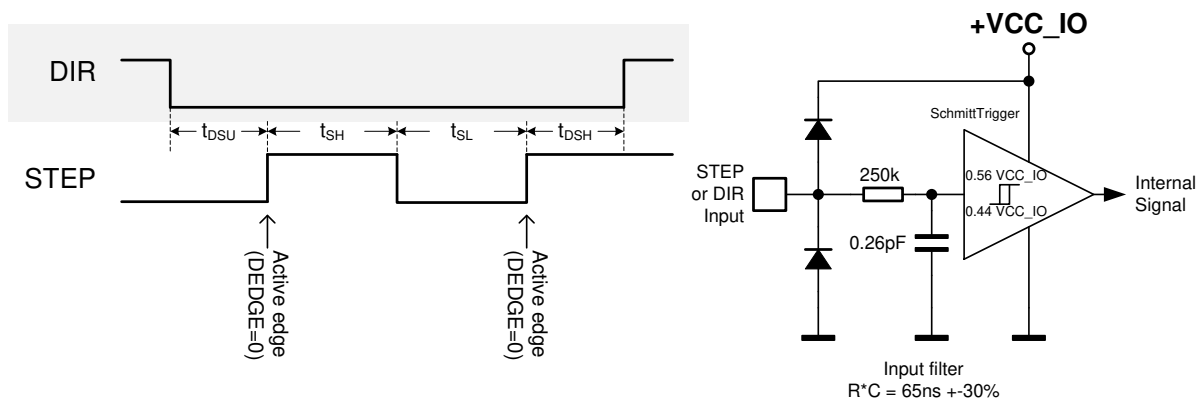 DIR
tDSU
tSH
tSL
tDSH
STEP
Active edge
(DEDGE=0)
Active edge
(DEDGE=0)
+VCC_IO
SchmittTrigger
250k
0.56 VCC_IO
0.44 VCC_IO
STEP
or DIR
Input
Internal
Signal
0.26pF
Input filter
R*C = 65ns +-30%